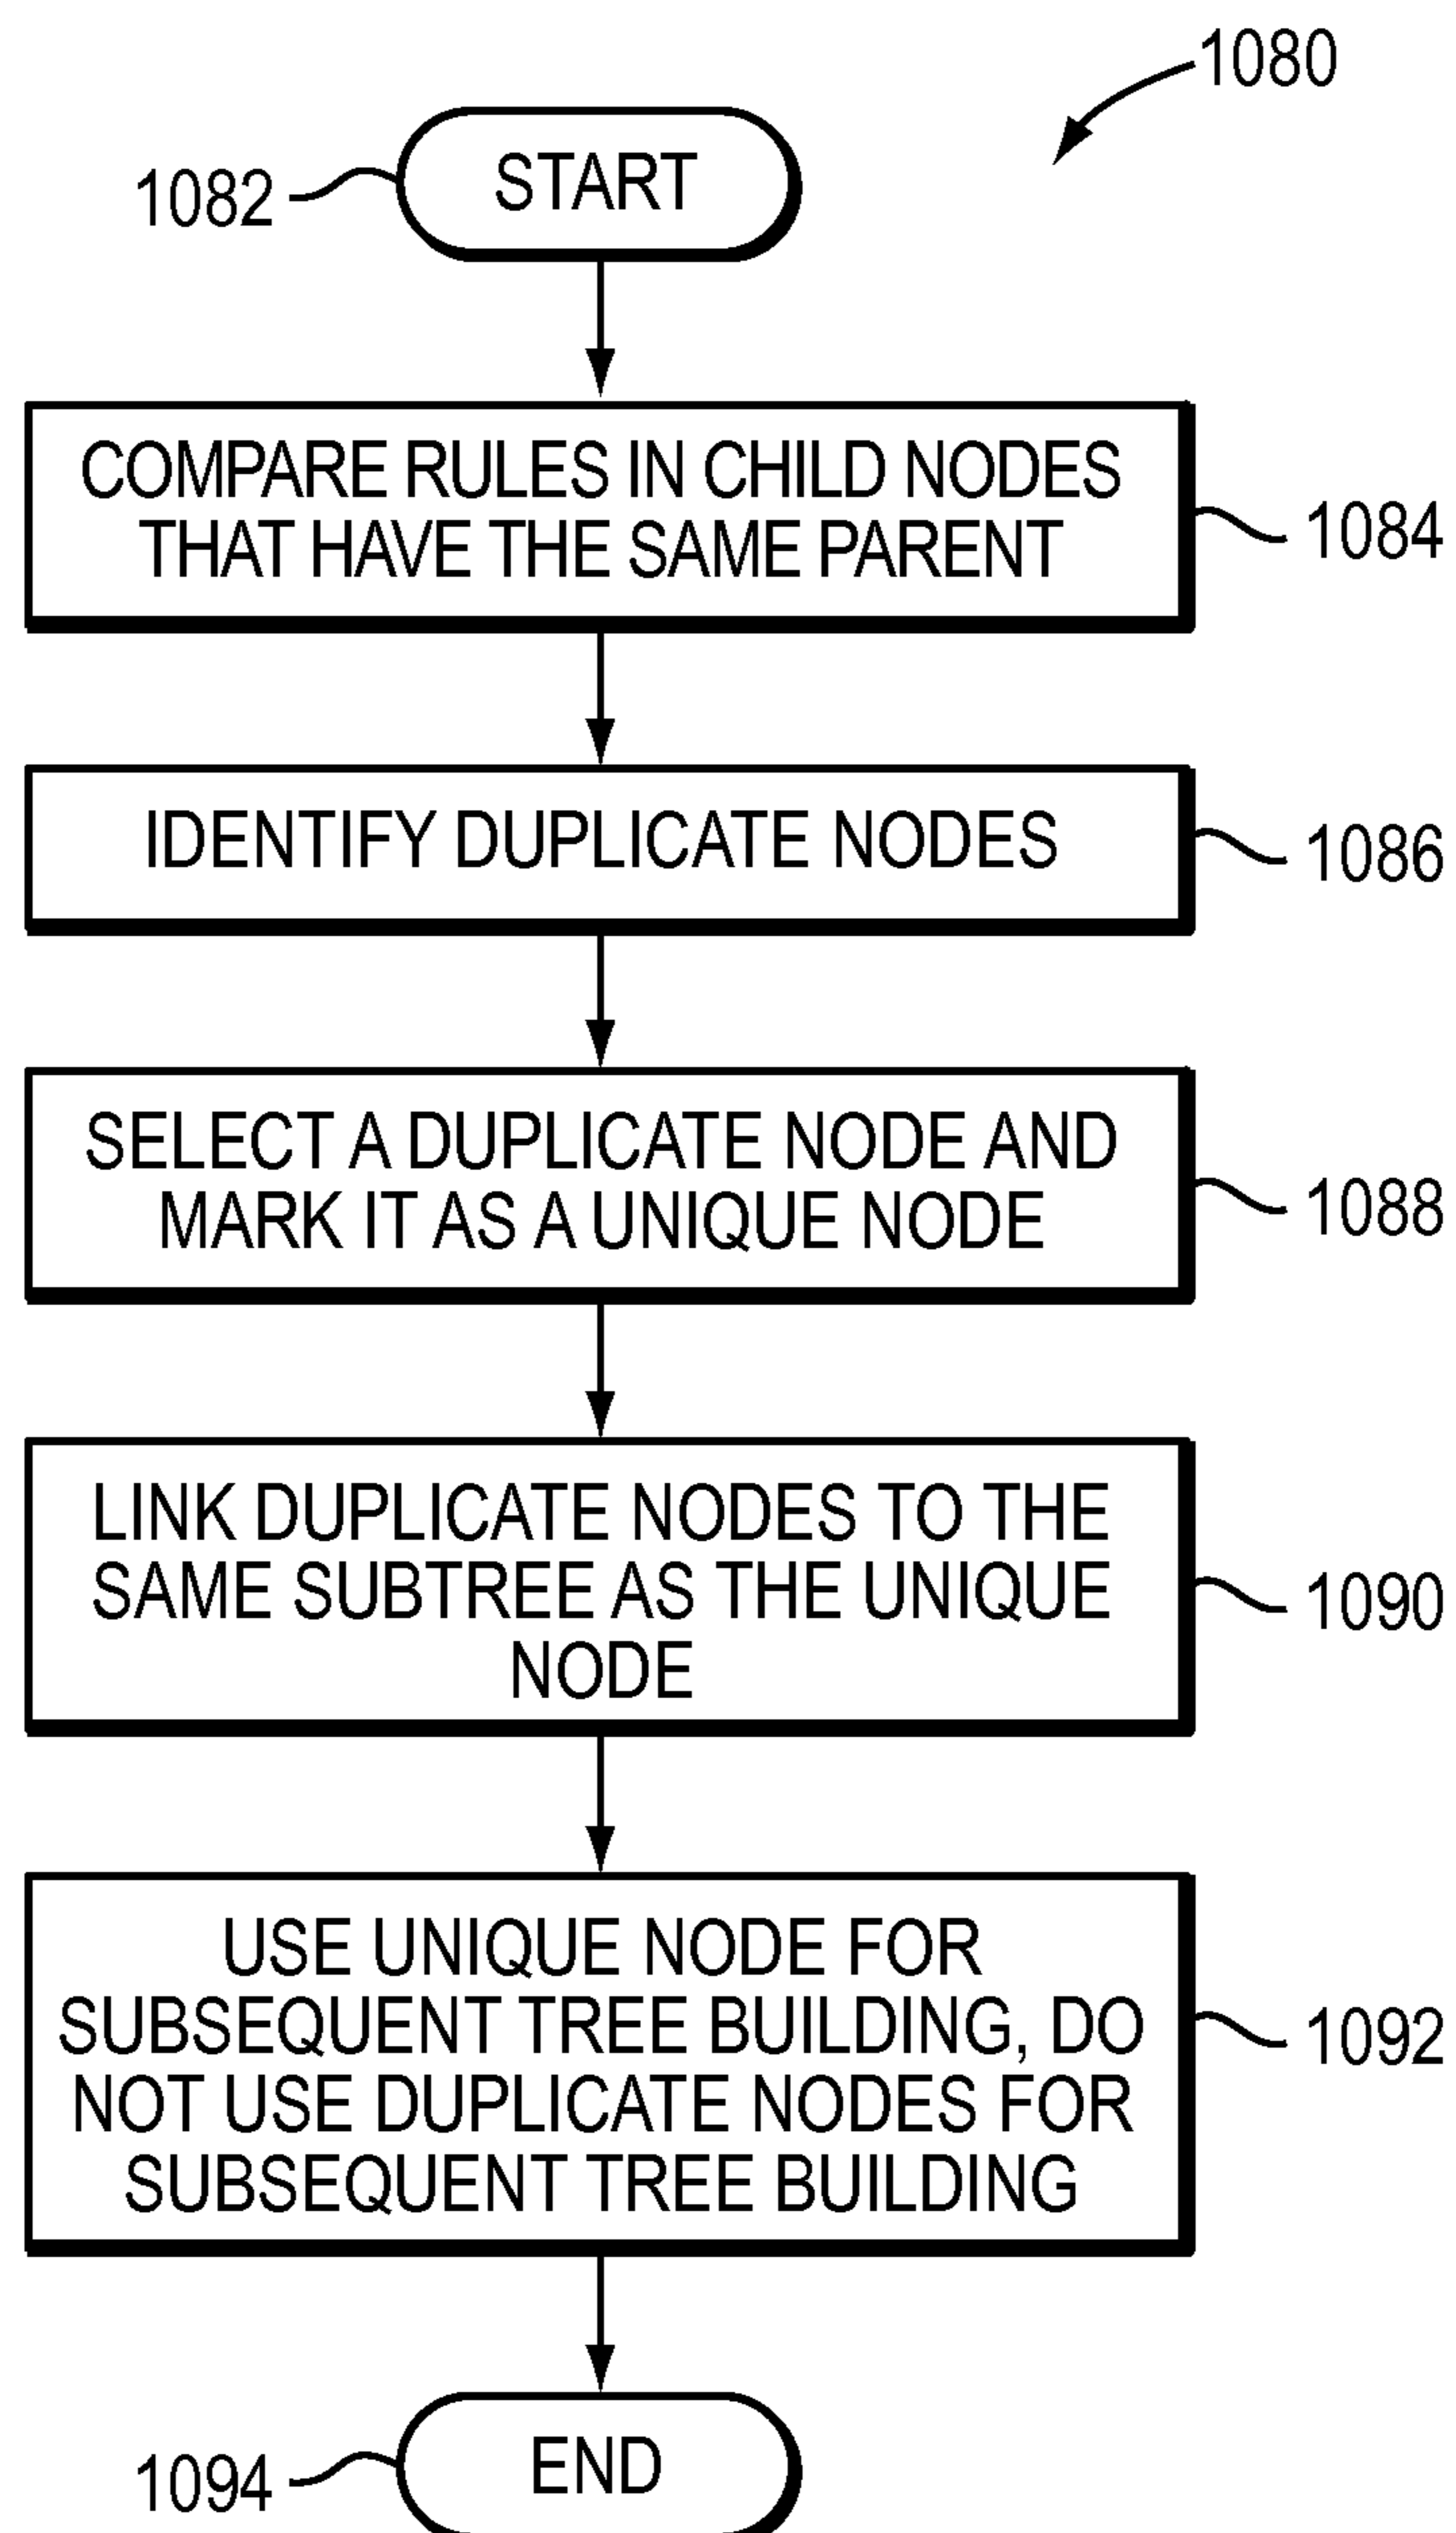 1080
START
1082
COMPARE RULES IN CHILD NODES
THAT HAVE THE SAME PARENT
1084
IDENTIFY DUPLICATE NODES
1086
SELECT A DUPLICATE NODE AND
MARK IT AS A UNIQUE NODE
1088
LINK DUPLICATE NODES TO THE
SAME SUBTREE AS THE UNIQUE
NODE
1090
USE UNIQUE NODE FOR
SUBSEQUENT TREE BUILDING, DO
NOT USE DUPLICATE NODES FOR
SUBSEQUENT TREE BUILDING
1092
END
1094